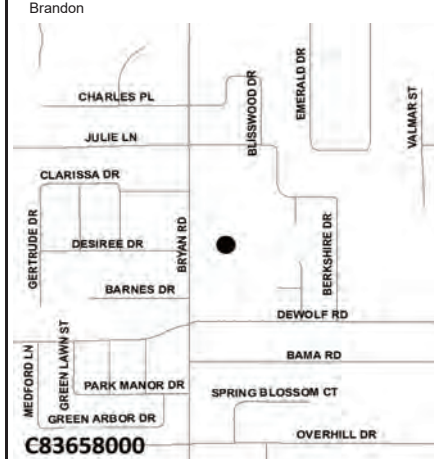 Brandon
CHARLES PL
BLISSWOOD DR
EMERALD DR
VALMAR ST
JULIE LN
CLARISSA DR
GERTRUDE DR
DESIREE DR
BRYAN RD
BERKSHIRE DR
BARNES DR
DEWOLF RD
MEDFORD LN
GREEN LAWN ST
BAMA RD
PARK MANOR DR
SPRING BLOSSOM CT
GREEN ARBOR DR
OVERHILL DR
C83658000